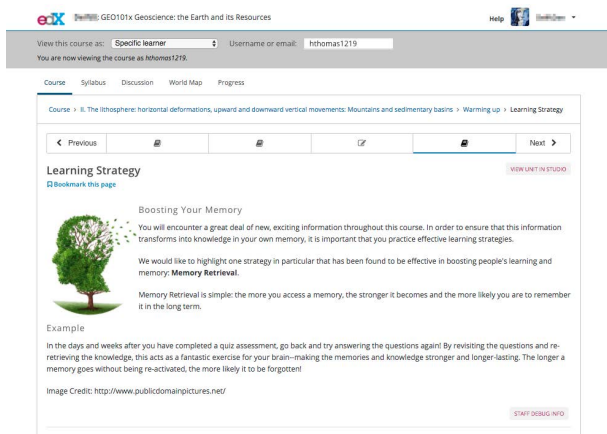 edX GEO101x Geoscience: the Earth and its Resources Help
View this course as: Specific learner Username or email: hthomas1219
You are now viewing the course as hthomas1219.
Course Syllabus Discussion World Map Progress
Course > II. The lithosphere: horizontal deformations, upward and downward vertical movements: Mountains and sedimentary basins > Warming up > Learning Strategy
Previous Next
Learning Strategy VIEW UNIT IN STUDIO
Bookmark this page
Boosting Your Memory
You will encounter a great deal of new, exciting information throughout this course. In order to ensure that this information
transforms into knowledge in your own memory, it is important that you practice effective learning strategies.
We would like to highlight one strategy in particular that has been found to be effective in boosting people's learning and
memory: Memory Retrieval.
Memory Retrieval is simple: the more you access a memory, the stronger it becomes and the more likely you are to remember
it in the long term.
Example
In the days and weeks after you have completed a quiz assessment, go back and try answering the questions again! By revisiting the questions and re-
retrieving the knowledge, this acts as a fantastic exercise for your brain--making the memories and knowledge stronger and longer-lasting. The longer a
memory goes without being re-activated, the more likely it to be forgotten!
Image Credit: http://www.publicdomainpictures.net/
STAFF DEBUG INFO